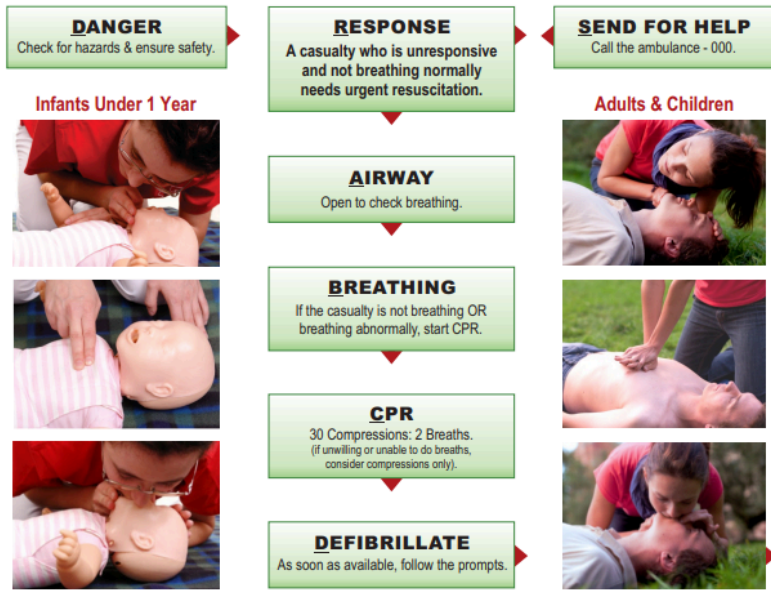 DANGER
Check for hazards & ensure safety.
RESPONSE
A casualty who is unresponsive
and not breathing normally
needs urgent resuscitation.
SEND FOR HELP
Call the ambulance - 000.
Infants Under 1 Year
Adults & Children
AIRWAY
Open to check breathing.
BREATHING
If the casualty is not breathing OR
breathing abnormally, start CPR.
CPR
30 Compressions: 2 Breaths.
(if unwilling or unable to do breaths,
consider compressions only).
DEFIBRILLATE
As soon as available, follow the prompts.